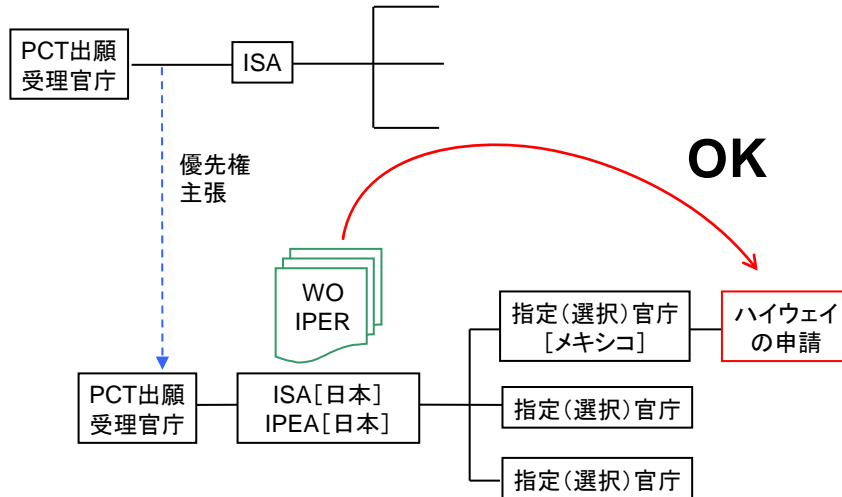 PCT出願
受理官庁
ISA
優先権
主張
OK
WO
IPER
指定(選択)官庁
[メキシコ]
ハイウェイ
の申請
PCT出願
受理官庁
ISA[日本]
IPEA[日本]
指定(選択)官庁
指定(選択)官庁